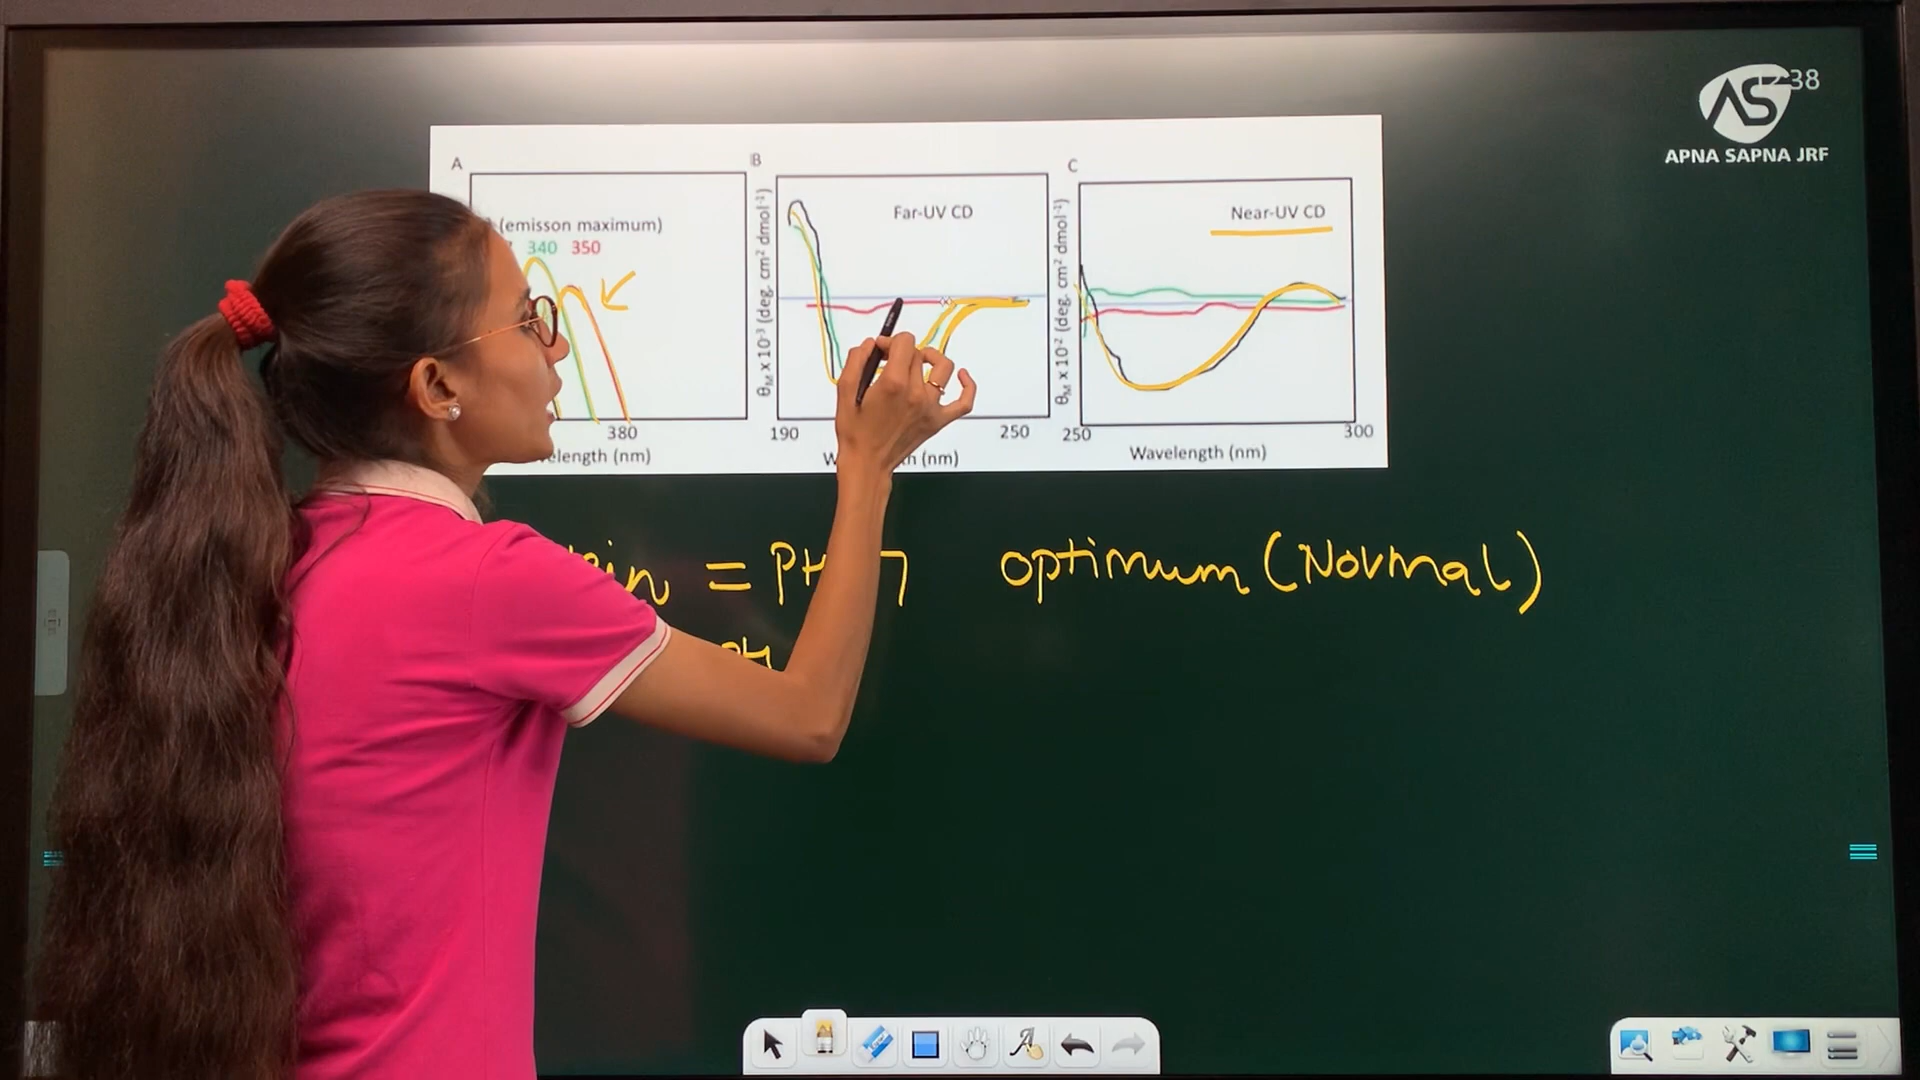 38
APNA SAPNA JRF
A
(emisson maximum)
340 350
380
(nm)
B
Far-UV CD
θM x 10-3 (deg. cm2 dmol-1)
190
250
(nm)
C
Near-UV CD
θM x 10-2 (deg. cm2 dmol-1)
250
300
Wavelength (nm)
= PH 7 optimum (Normal)